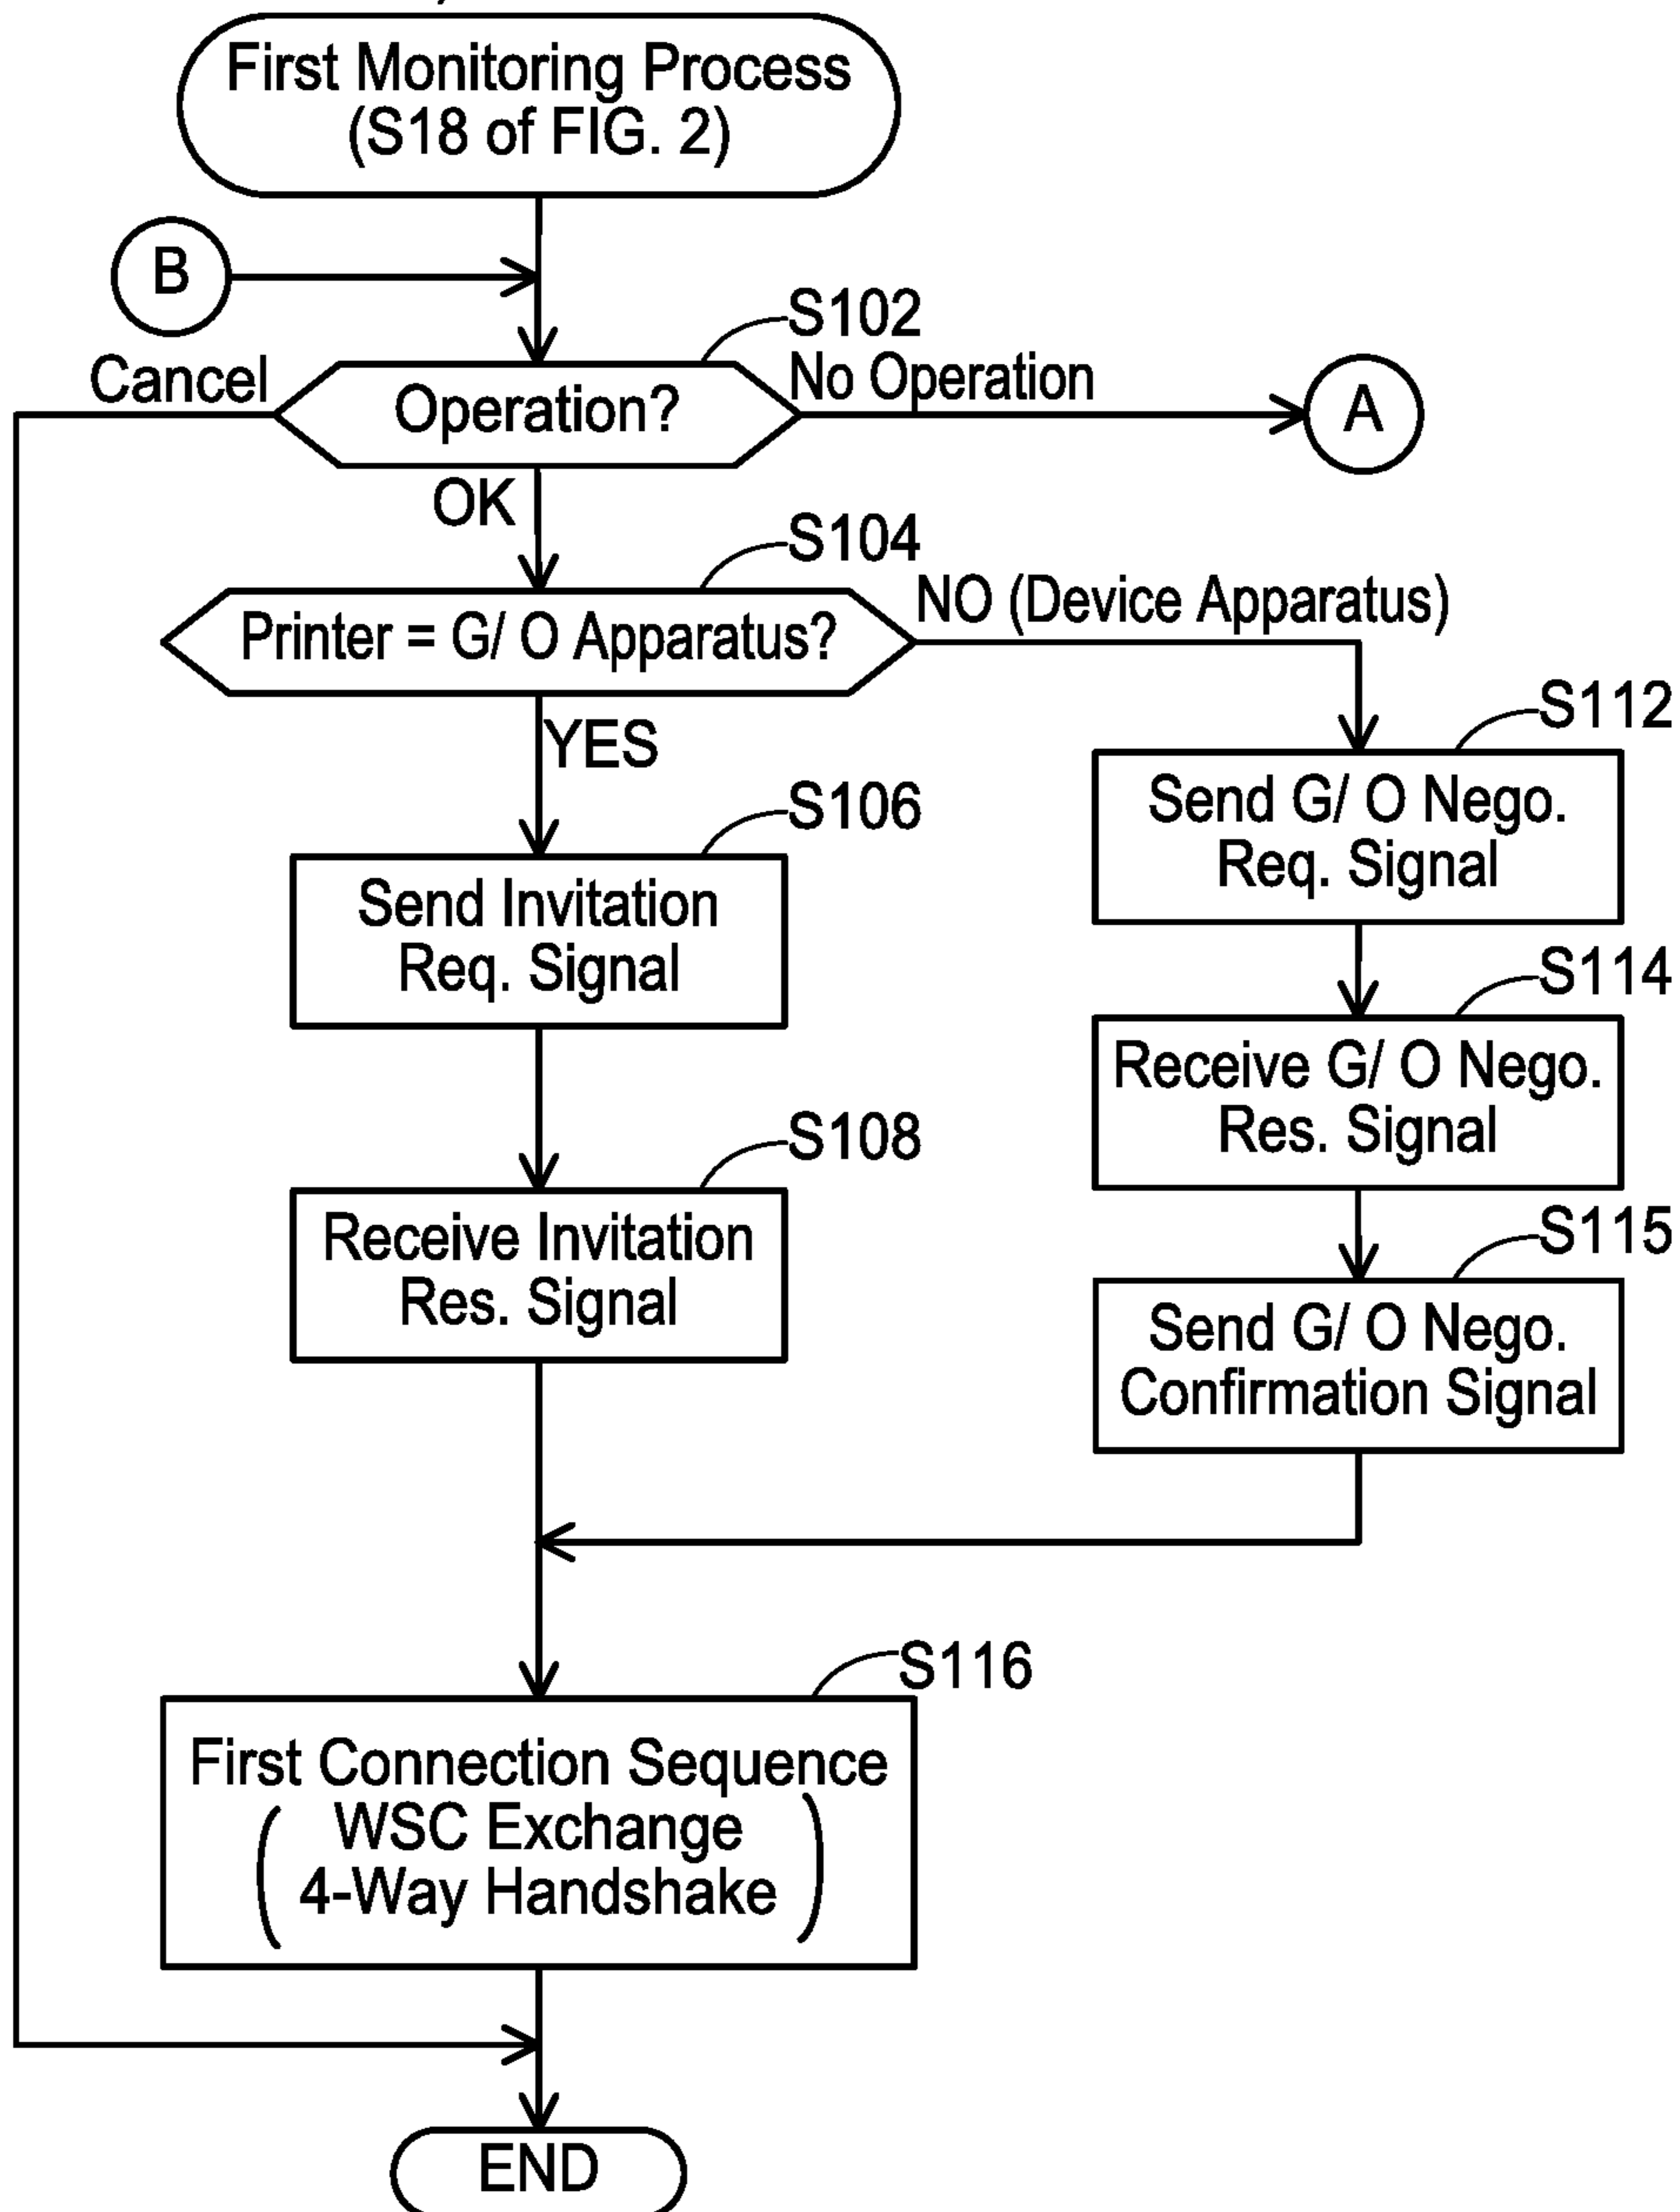 First Monitoring Process
(S18 of FIG. 2)
B
S102
Cancel
Operation?
No Operation
A
OK
S104
Printer = G/ O Apparatus?
NO (Device Apparatus)
YES
S112
Send G/ O Nego.
Req. Signal
S106
Send Invitation
Req. Signal
S114
Receive G/ O Nego.
Res. Signal
S108
Receive Invitation
Res. Signal
S115
Send G/ O Nego.
Confirmation Signal
S116
First Connection Sequence
( WSC Exchange
4-Way Handshake )
END